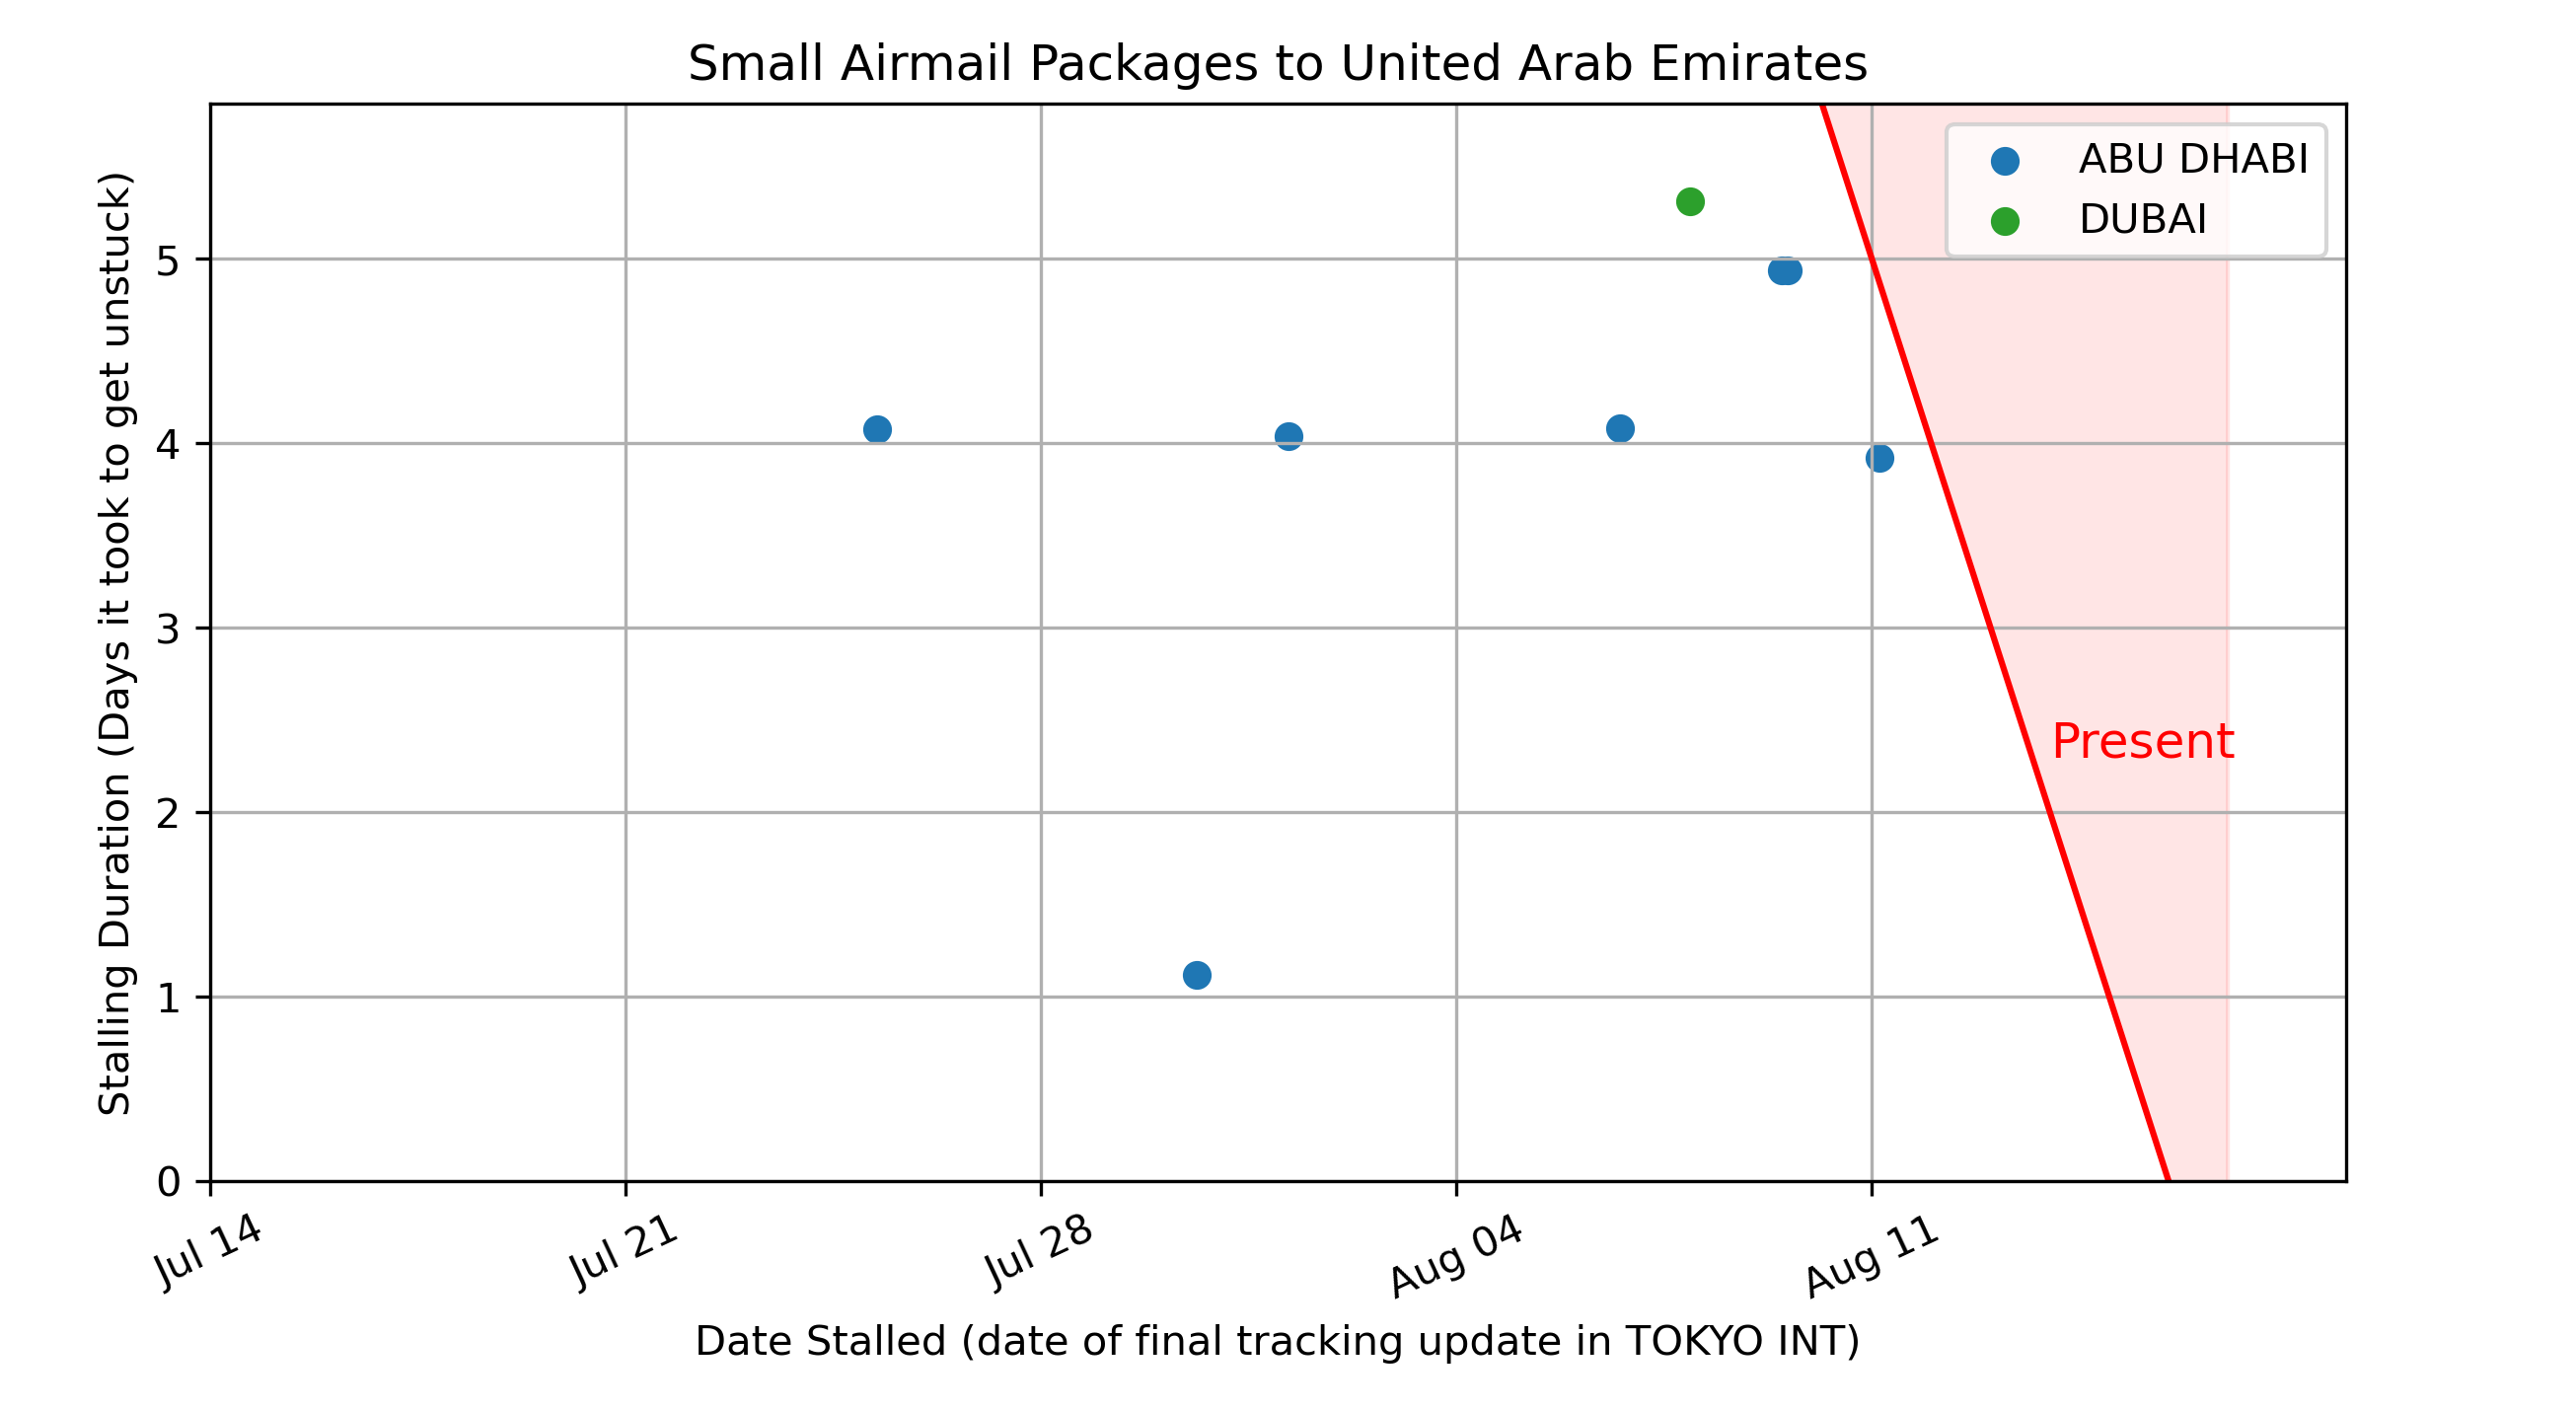 Small Airmail Packages to United Arab Emirates
ABU DHABI
DUBAI
Stalling Duration (Days it took to get unstuck)
5
4
3
2
1
0
Present
Jul 14
Jul 21
Jul 28
Aug 04
Aug 11
Date Stalled (date of final tracking update in TOKYO INT)